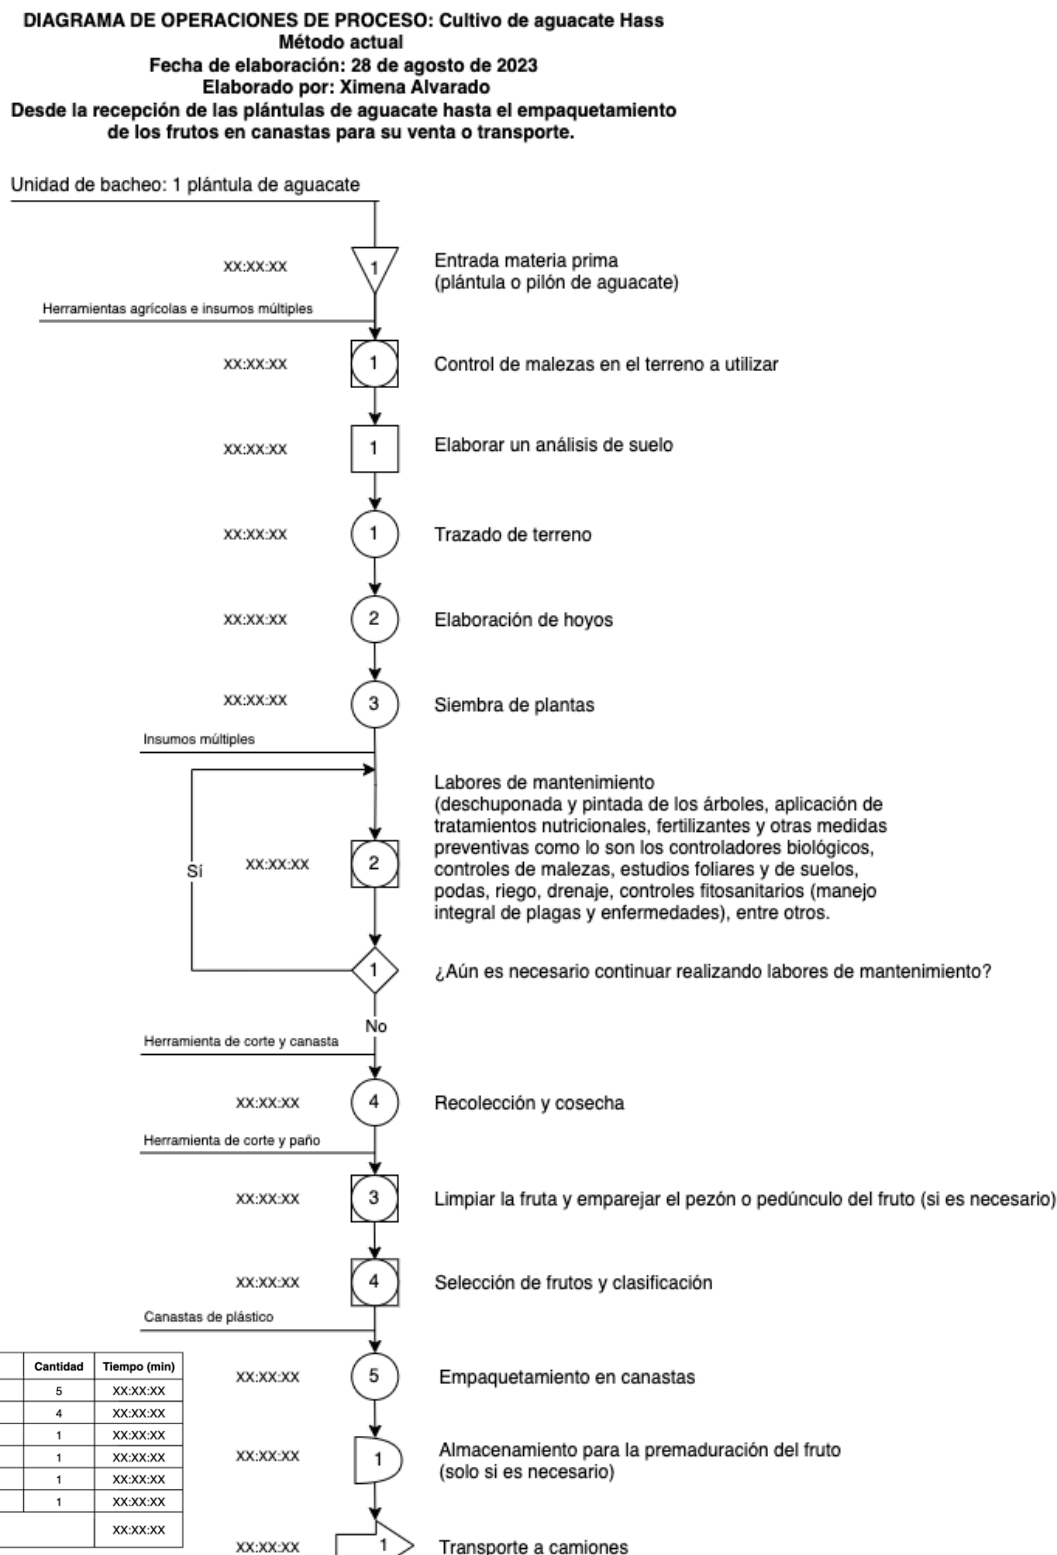 DIAGRAMA DE OPERACIONES DE PROCESO: Cultivo de aguacate Hass
Método actual
Fecha de elaboración: 28 de agosto de 2023
Elaborado por: Ximena Alvarado
Desde la recepción de las plántulas de aguacate hasta el empaquetamiento
de los frutos en canastas para su venta o transporte.
Unidad de bacheo: 1 plántula de aguacate
XX:XX:XX 1 Entrada materia prima
(plántula o pilón de aguacate)
Herramientas agrícolas e insumos múltiples
XX:XX:XX 1 Control de malezas en el terreno a utilizar
XX:XX:XX 1 Elaborar un análisis de suelo
XX:XX:XX 1 Trazado de terreno
XX:XX:XX 2 Elaboración de hoyos
XX:XX:XX 3 Siembra de plantas
Insumos múltiples
Labores de mantenimiento
(deschuponada y pintada de los árboles, aplicación de
tratamientos nutricionales, fertilizantes y otras medidas
preventivas como lo son los controladores biológicos,
Sí XX:XX:XX 2 controles de malezas, estudios foliares y de suelos,
podas, riego, drenaje, controles fitosanitarios (manejo
integral de plagas y enfermedades), entre otros.
1 ¿Aún es necesario continuar realizando labores de mantenimiento?
No
Herramienta de corte y canasta
XX:XX:XX 4 Recolección y cosecha
Herramienta de corte y paño
XX:XX:XX 3 Limpiar la fruta y emparejar el pezón o pedúnculo del fruto (si es necesario)
XX:XX:XX 4 Selección de frutos y clasificación
Canastas de plástico
XX:XX:XX 5 Empaquetamiento en canastas
XX:XX:XX 1 Almacenamiento para la premaduración del fruto
(solo si es necesario)
XX:XX:XX 1 Transporte a camiones
Cantidad Tiempo (min)
5 XX:XX:XX
4 XX:XX:XX
1 XX:XX:XX
1 XX:XX:XX
1 XX:XX:XX
1 XX:XX:XX
XX:XX:XX